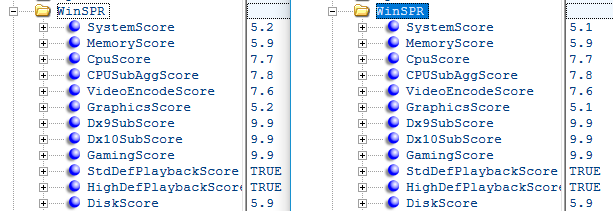 WinSPR
SystemScore 5.2
MemoryScore 5.9
CpuScore 7.7
CPUSubAggScore 7.8
VideoEncodeScore 7.6
GraphicsScore 5.2
Dx9SubScore 9.9
Dx10SubScore 9.9
GamingScore 9.9
StdDefPlaybackScore TRUE
HighDefPlaybackScore TRUE
DiskScore 5.9
WinSPR
SystemScore 5.1
MemoryScore 5.9
CpuScore 7.7
CPUSubAggScore 7.8
VideoEncodeScore 7.6
GraphicsScore 5.1
Dx9SubScore 9.9
Dx10SubScore 9.9
GamingScore 9.9
StdDefPlaybackScore TRUE
HighDefPlaybackScore TRUE
DiskScore 5.9